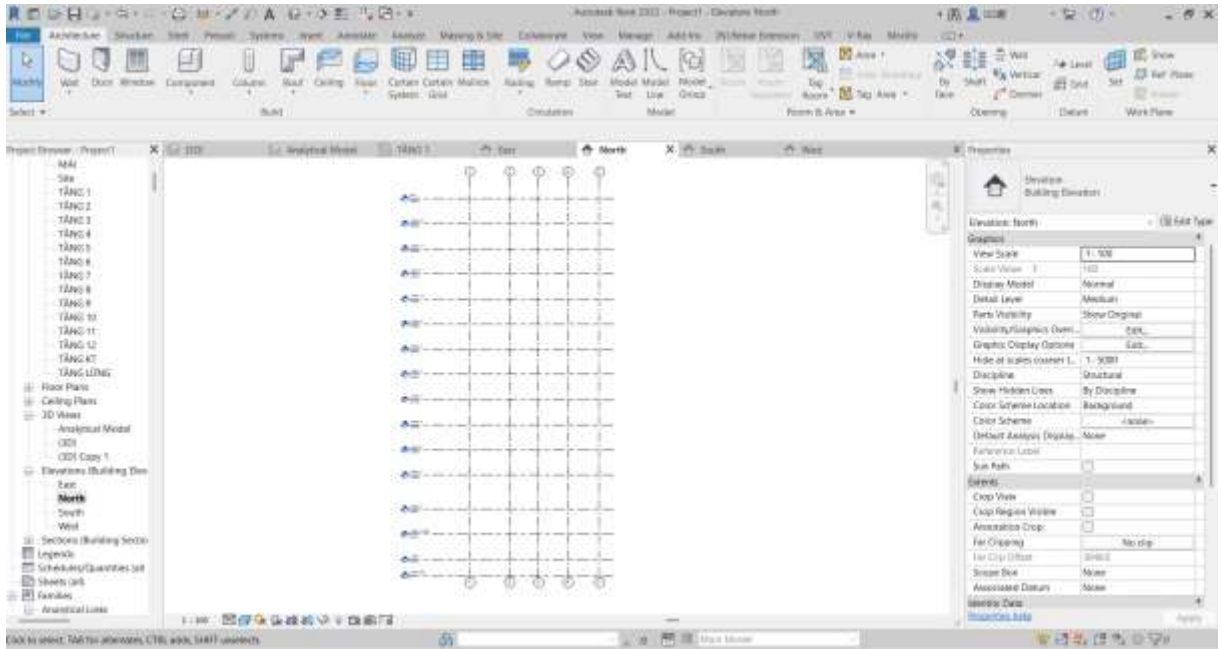 Autodesk Revit 2022 - Project1 - Elevation: North
File Architecture Structure Steel Precast Systems Insert Annotate Analyze Massing & Site Collaborate View Manage Add-Ins V-Ray Modify
Modify Wall Door Window Component Column Roof Ceiling Floor Curtain System Curtain Grid Mullion Railing Ramp Stair Model Text Model Line Model Group Tag Room Area Tag Area By Face Shaft Wall Vertical Dormer Level Grid Set Show Ref Plane
Select Build Circulation Model Room & Area Opening Datum Work Plane
Project Browser - Project1
Analytical Model TẦNG 1 East North South West
Properties
MÁI
Site
TẦNG 1
TẦNG 2
TẦNG 3
TẦNG 4
TẦNG 5
TẦNG 6
TẦNG 7
TẦNG 8
TẦNG 9
TẦNG 10
TẦNG 11
TẦNG 12
TẦNG KT
TẦNG LỬNG
Floor Plans
Ceiling Plans
3D Views
Analytical Model
{3D}
{3D} Copy 1
Elevations (Building Elev
East
North
South
West
Sections (Building Sectio
Legends
Schedules/Quantities (all
Sheets (all)
Families
Analytical Links
Elevation
Building Elevation
Elevation: North Edit Type
Graphics
View Scale 1 : 100
Scale Value 1: 100
Display Model Normal
Detail Level Medium
Parts Visibility Show Original
Visibility/Graphics Overr... Edit...
Graphic Display Options Edit...
Hide at scales coarser t... 1 : 5000
Discipline Structural
Show Hidden Lines By Discipline
Color Scheme Location Background
Color Scheme <none>
Default Analysis Display... None
Reference Label
Sun Path
Extents
Crop View
Crop Region Visible
Annotation Crop
Far Clipping No clip
Far Clip Offset
Scope Box None
Associated Datum None
Identity Data
Properties help Apply
1 : 100
Click to select, TAB for alternates, CTRL adds, SHIFT unselects.
Main Model